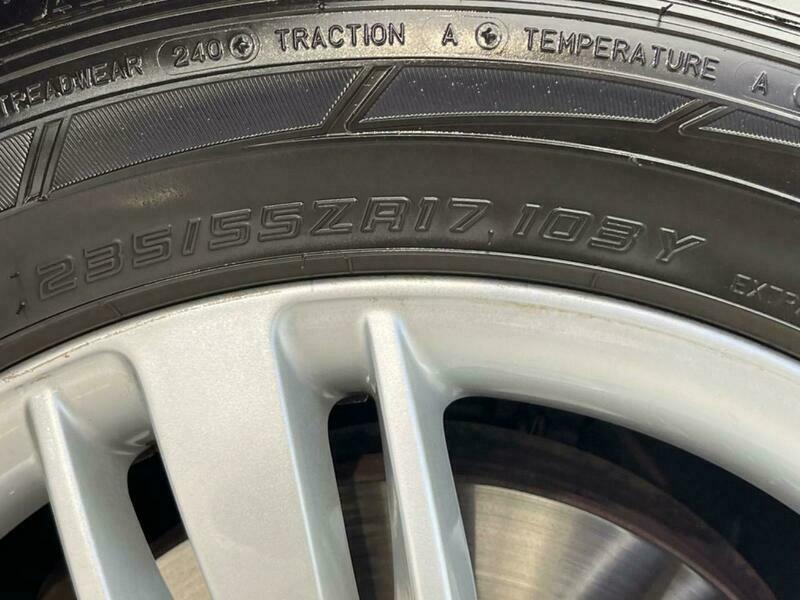 TREADWEAR 240 TRACTION A TEMPERATURE A
235/55ZR17 103Y